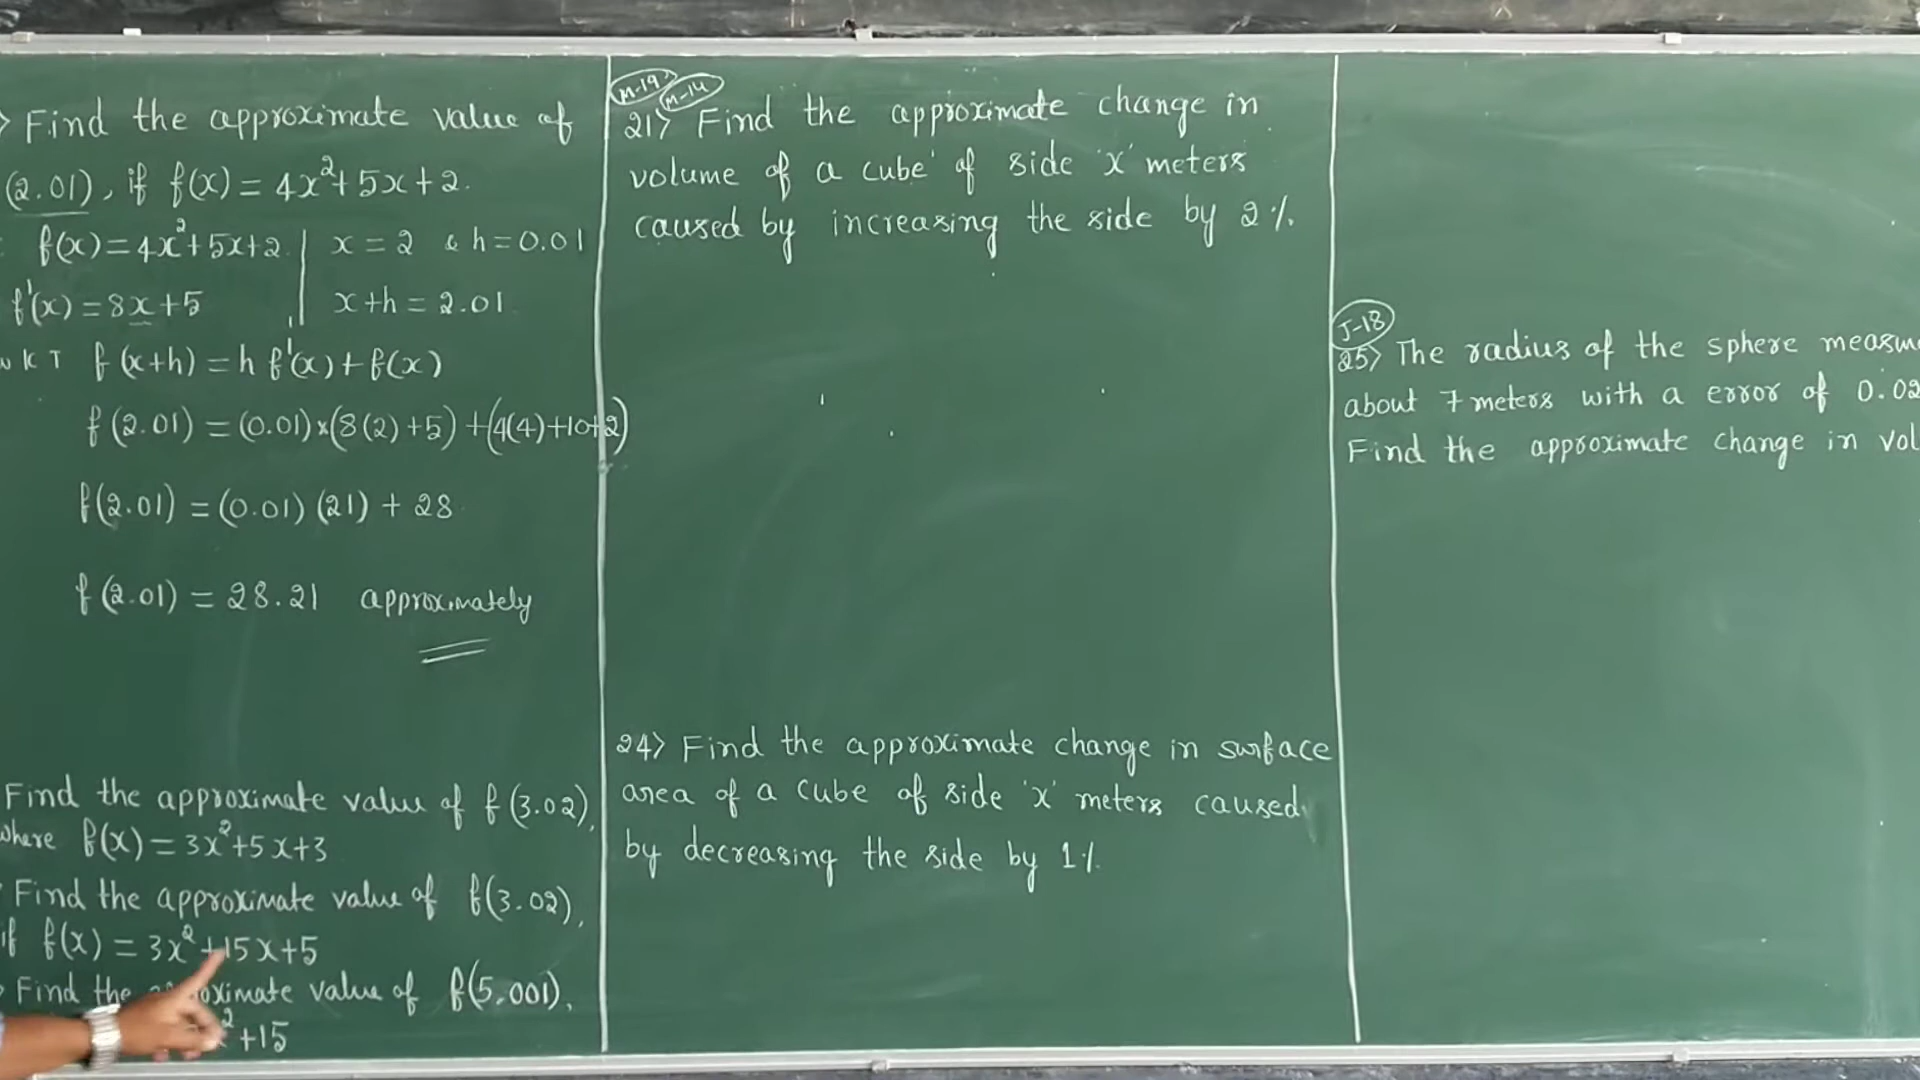 Find the approximate value of
(2.01), if f(x) = 4x²+5x+2.
f(x)=4x²+5x+2 | x = 2 & h=0.01
f'(x) = 8x+5 | x+h = 2.01
W K T f(x+h) = h f'(x)+f(x)
f(2.01) = (0.01)×(8(2)+5)+(4(4)+10+2)
f(2.01) = (0.01) (21) + 28
f(2.01) = 28.21 approximately
Find the approximate value of f(3.02),
where f(x) = 3x²+5x+3
Find the approximate value of f(3.02),
if f(x) = 3x²+15x+5
Find the value of f(5.001),
² +15
M-19 M-14
21) Find the approximate change in
volume of a cube of side 'x' meters
caused by increasing the side by 2%.
24) Find the approximate change in surface
area of a cube of side 'x' meters caused
by decreasing the side by 1%.
J-18
25) The radius of the sphere measu
about 7 meters with a error of 0.02
Find the approximate change in vol